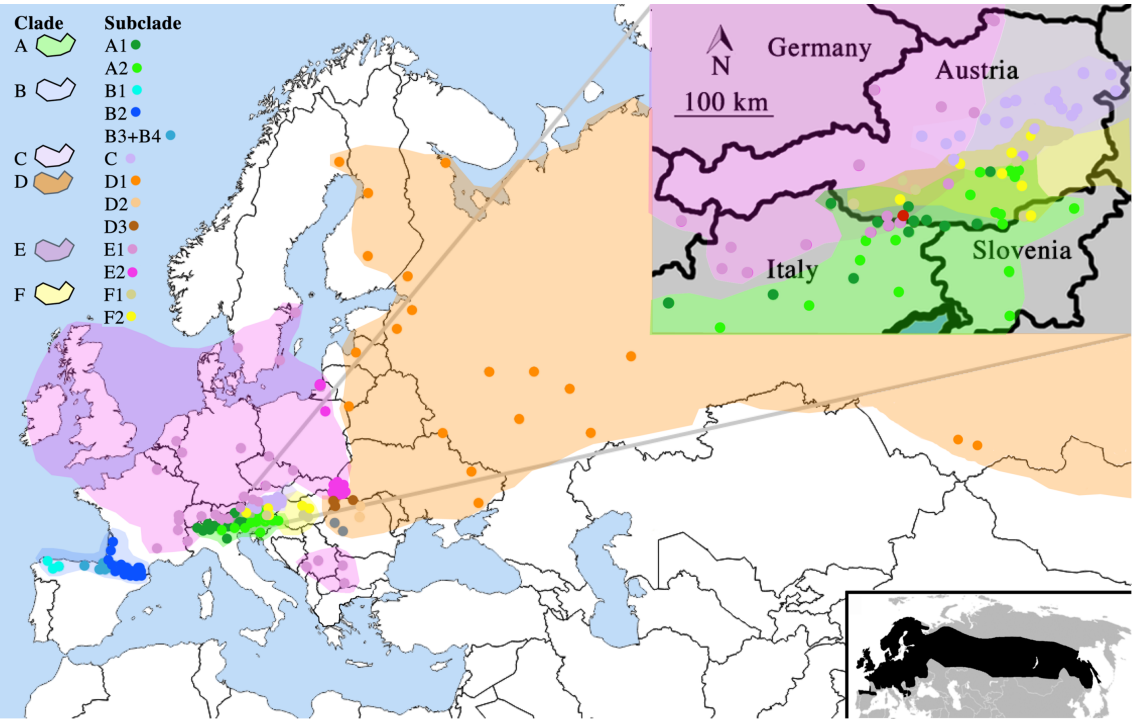 Clade Subclade
A A1
A2
B B1
B2
B3+B4
C C
D D1
D2
D3
E E1
E2
F F1
F2
Germany
Austria
N
100 km
Italy
Slovenia